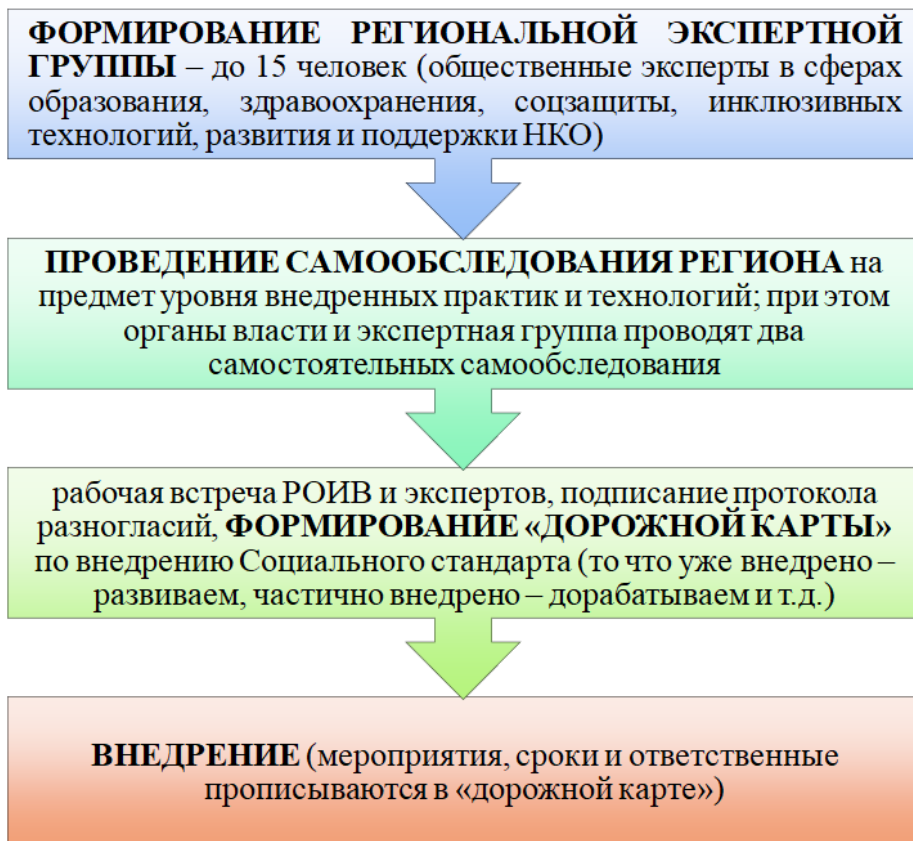 ФОРМИРОВАНИЕ РЕГИОНАЛЬНОЙ ЭКСПЕРТНОЙ
ГРУППЫ – до 15 человек (общественные эксперты в сферах
образования, здравоохранения, соцзащиты, инклюзивных
технологий, развития и поддержки НКО)
ПРОВЕДЕНИЕ САМООБСЛЕДОВАНИЯ РЕГИОНА на
предмет уровня внедренных практик и технологий; при этом
органы власти и экспертная группа проводят два
самостоятельных самообследования
рабочая встреча РОИВ и экспертов, подписание протокола
разногласий, ФОРМИРОВАНИЕ «ДОРОЖНОЙ КАРТЫ»
по внедрению Социального стандарта (то что уже внедрено –
развиваем, частично внедрено – дорабатываем и т.д.)
ВНЕДРЕНИЕ (мероприятия, сроки и ответственные
прописываются в «дорожной карте»)